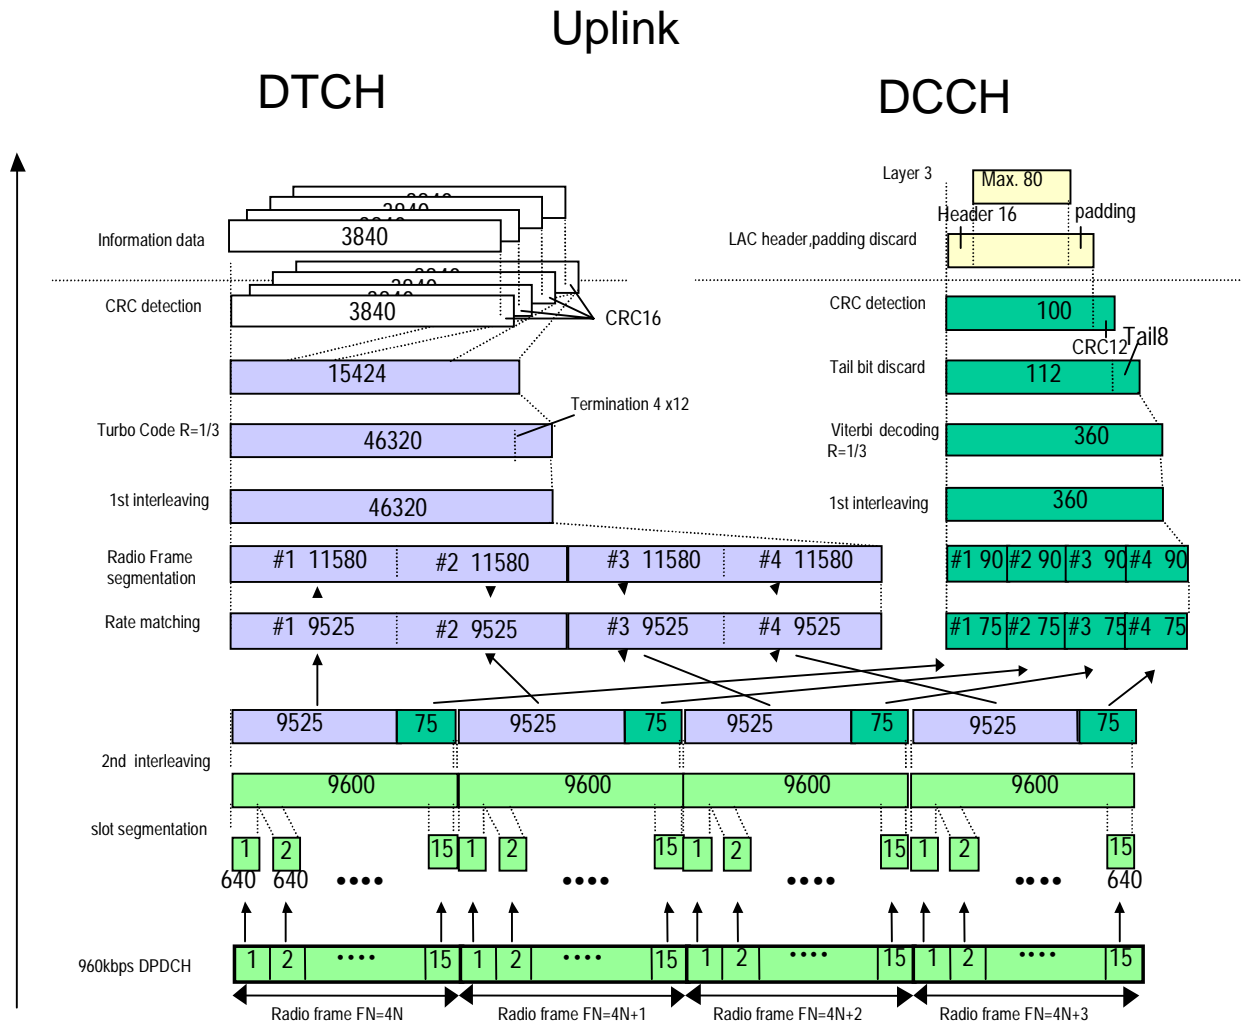 Uplink
DTCH
DCCH
Layer 3
Max. 80
Header 16
padding
Information data
3840
LAC header,padding discard
CRC detection
3840
CRC16
CRC detection
100
CRC12
Tail8
15424
Tail bit discard
112
Termination 4 x12
Turbo Code R=1/3
46320
Viterbi decoding
R=1/3
360
1st interleaving
46320
1st interleaving
360
Radio Frame
segmentation
#1 11580
#2 11580
#3 11580
#4 11580
#1 90
#2 90
#3 90
#4 90
Rate matching
#1 9525
#2 9525
#3 9525
#4 9525
#1 75
#2 75
#3 75
#4 75
9525
75
9525
75
9525
75
9525
75
2nd interleaving
9600
9600
9600
9600
slot segmentation
1
2
15
1
2
15
1
2
15
1
2
15
640
640
••••
••••
••••
••••
640
960kbps DPDCH
1
2
••••
15
1
2
••••
15
1
2
••••
15
1
2
••••
15
Radio frame FN=4N
Radio frame FN=4N+1
Radio frame FN=4N+2
Radio frame FN=4N+3